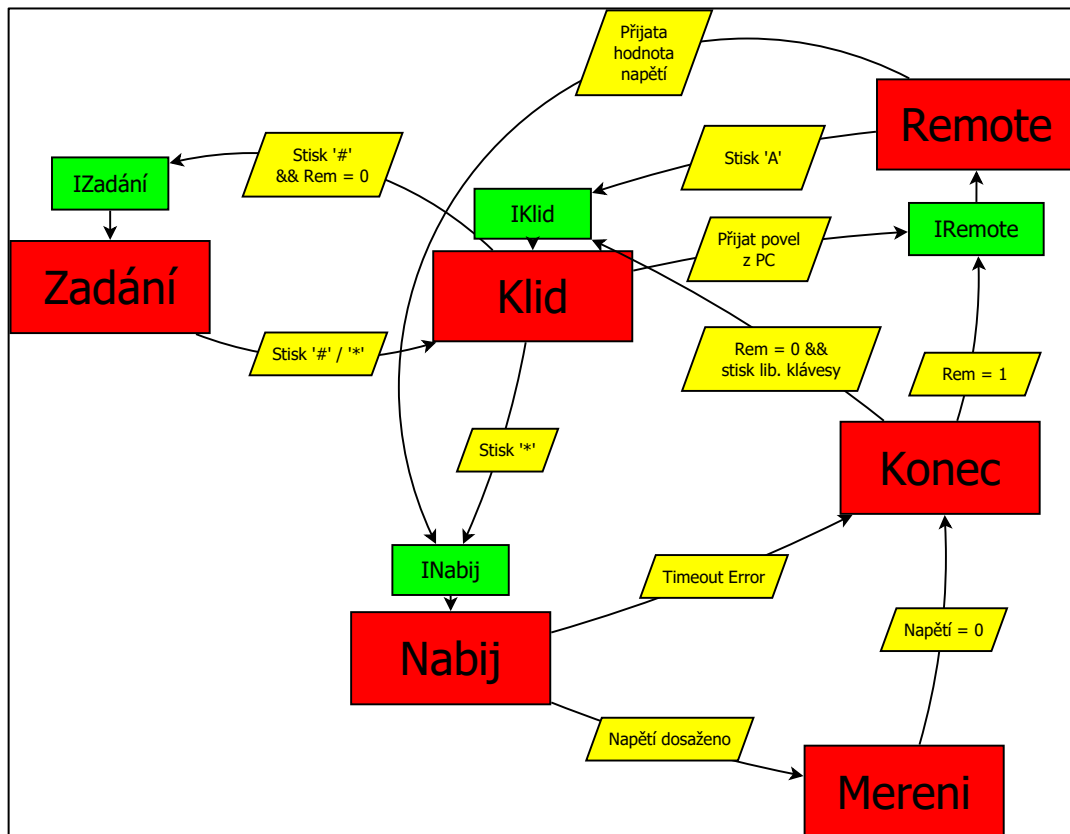 Přijata
hodnota
napětí
Remote
Stisk '#'
&& Rem = 0
Stisk 'A'
IZadání
IKlid
IRemote
Přijat povel
z PC
Zadání
Klid
Stisk '#' / '*'
Rem = 0 &&
stisk lib. klávesy
Rem = 1
Stisk '*'
Konec
INabij
Timeout Error
Nabij
Napětí = 0
Napětí dosaženo
Mereni